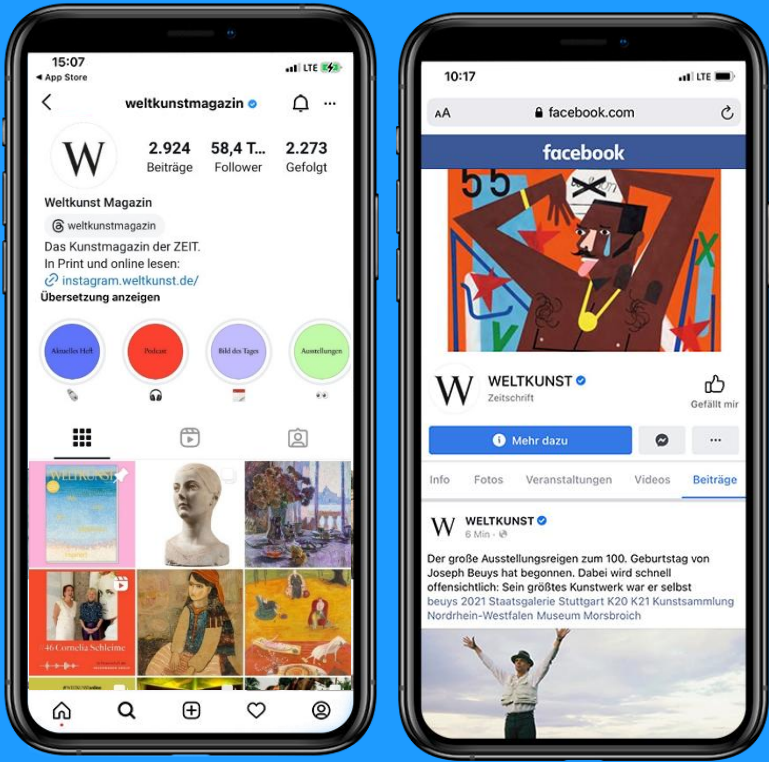 15:07
LTE
App Store
weltkunstmagazin
W
2.924
58,4 T...
2.273
Beiträge
Follower
Gefolgt
Weltkunst Magazin
weltkunstmagazin
Das Kunstmagazin der ZEIT.
In Print und online lesen:
instagram.weltkunst.de/
Übersetzung anzeigen
Aktuelles Heft
Podcast
Bild des Tages
Ausstellungen
WELTKUNST
#46 Cornelia Schleime
10:17
LTE
AA
facebook.com
facebook
55
W
WELTKUNST
Zeitschrift
Gefällt mir
Mehr dazu
Info
Fotos
Veranstaltungen
Videos
Beiträge
W
WELTKUNST
6 Min ·
Der große Ausstellungsreigen zum 100. Geburtstag von
Joseph Beuys hat begonnen. Dabei wird schnell
offensichtlich: Sein größtes Kunstwerk war er selbst
beuys 2021 Staatsgalerie Stuttgart K20 K21 Kunstsammlung
Nordrhein-Westfalen Museum Morsbroich